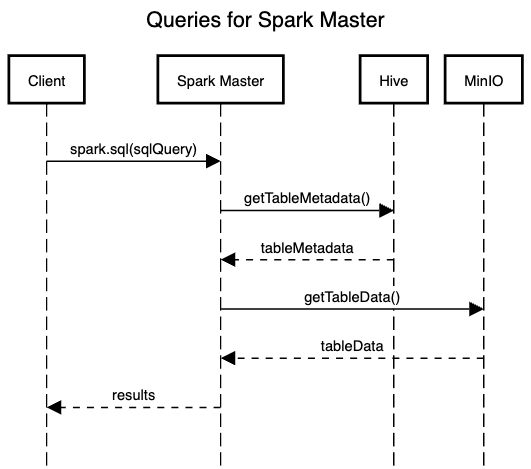 Queries for Spark Master
Client
Spark Master
Hive
MinIO
spark.sql(sqlQuery)
getTableMetadata()
tableMetadata
getTableData()
tableData
results